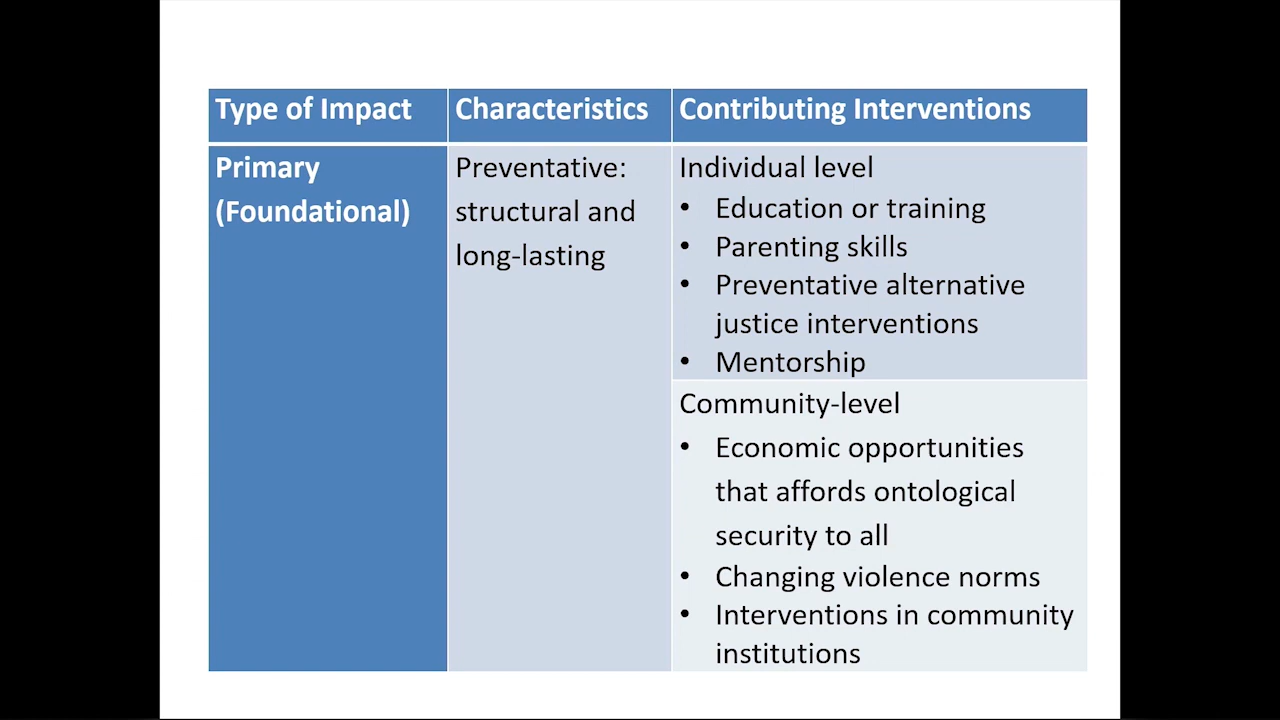 Type of Impact
Characteristics
Contributing Interventions
Primary
(Foundational)
Preventative:
structural and
long-lasting
Individual level
• Education or training
• Parenting skills
• Preventative alternative
justice interventions
• Mentorship
Community-level
• Economic opportunities
that affords ontological
security to all
• Changing violence norms
• Interventions in community
institutions